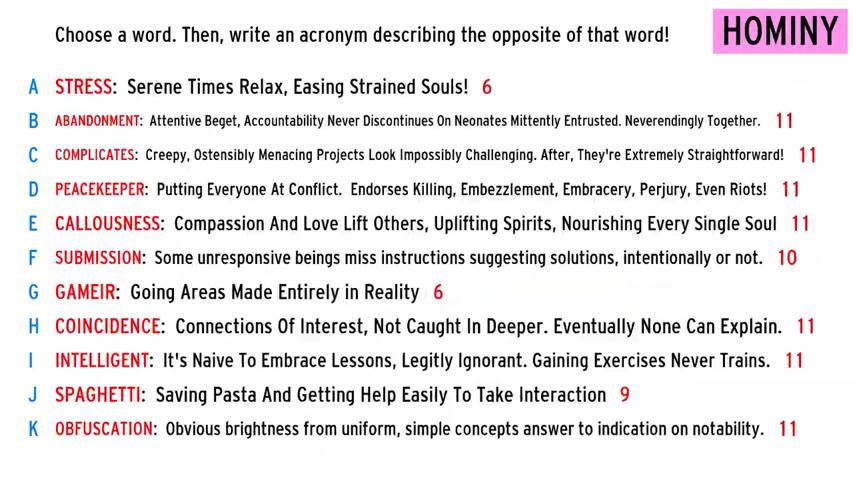 Choose a word. Then, write an acronym describing the opposite of that word!
HOMINY
A STRESS: Serene Times Relax, Easing Strained Souls! 6
B ABANDONMENT: Attentive Beget, Accountability Never Discontinues On Neonates Mittently Entrusted. Neverendingly Together. 11
C COMPLICATES: Creepy, Ostensibly Menacing Projects Look Impossibly Challenging. After, They're Extremely Straightforward! 11
D PEACEKEEPER: Putting Everyone At Conflict. Endorses Killing, Embezzlement, Embracery, Perjury, Even Riots! 11
E CALLOUSNESS: Compassion And Love Lift Others, Uplifting Spirits, Nourishing Every Single Soul 11
F SUBMISSION: Some unresponsive beings miss instructions suggesting solutions, intentionally or not. 10
G GAMEIR: Going Areas Made Entirely in Reality 6
H COINCIDENCE: Connections Of Interest, Not Caught In Deeper. Eventually None Can Explain. 11
I INTELLIGENT: It's Naive To Embrace Lessons, Legitly Ignorant. Gaining Exercises Never Trains. 11
J SPAGHETTI: Saving Pasta And Getting Help Easily To Take Interaction 9
K OBFUSCATION: Obvious brightness from uniform, simple concepts answer to indication on notability. 11